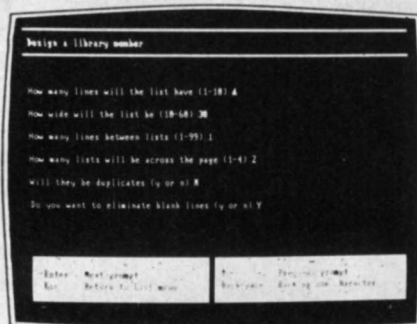 Design a library member
How many lines will the list have (1-18)
How wide will the list be (10-68) 30
How many lines between lists (1-99) 1
How many lists will be across the page (1-4) 2
Will they be duplicates (y or n) N
Do you want to eliminate blank lines (y or n) Y
Enter Next prompt
Return to List menu
Previous prompt
Backspace Back up one character